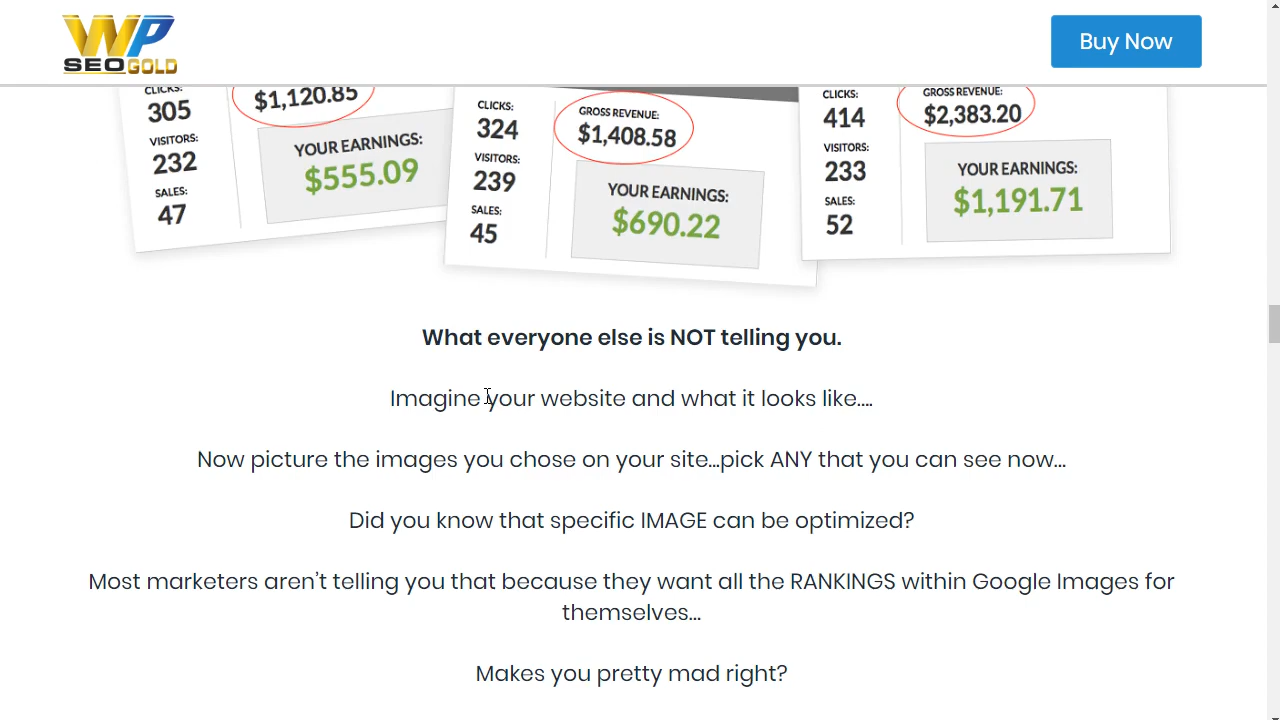 WP
SEO GOLD
Buy Now
CLICKS:
305
VISITORS:
232
SALES:
47
$1,120.85
YOUR EARNINGS:
$555.09
CLICKS:
324
VISITORS:
239
SALES:
45
GROSS REVENUE:
$1,408.58
YOUR EARNINGS:
$690.22
CLICKS:
414
VISITORS:
233
SALES:
52
GROSS REVENUE:
$2,383.20
YOUR EARNINGS:
$1,191.71
What everyone else is NOT telling you.
Imagine your website and what it looks like....
Now picture the images you chose on your site...pick ANY that you can see now...
Did you know that specific IMAGE can be optimized?
Most marketers aren't telling you that because they want all the RANKINGS within Google Images for
themselves...
Makes you pretty mad right?